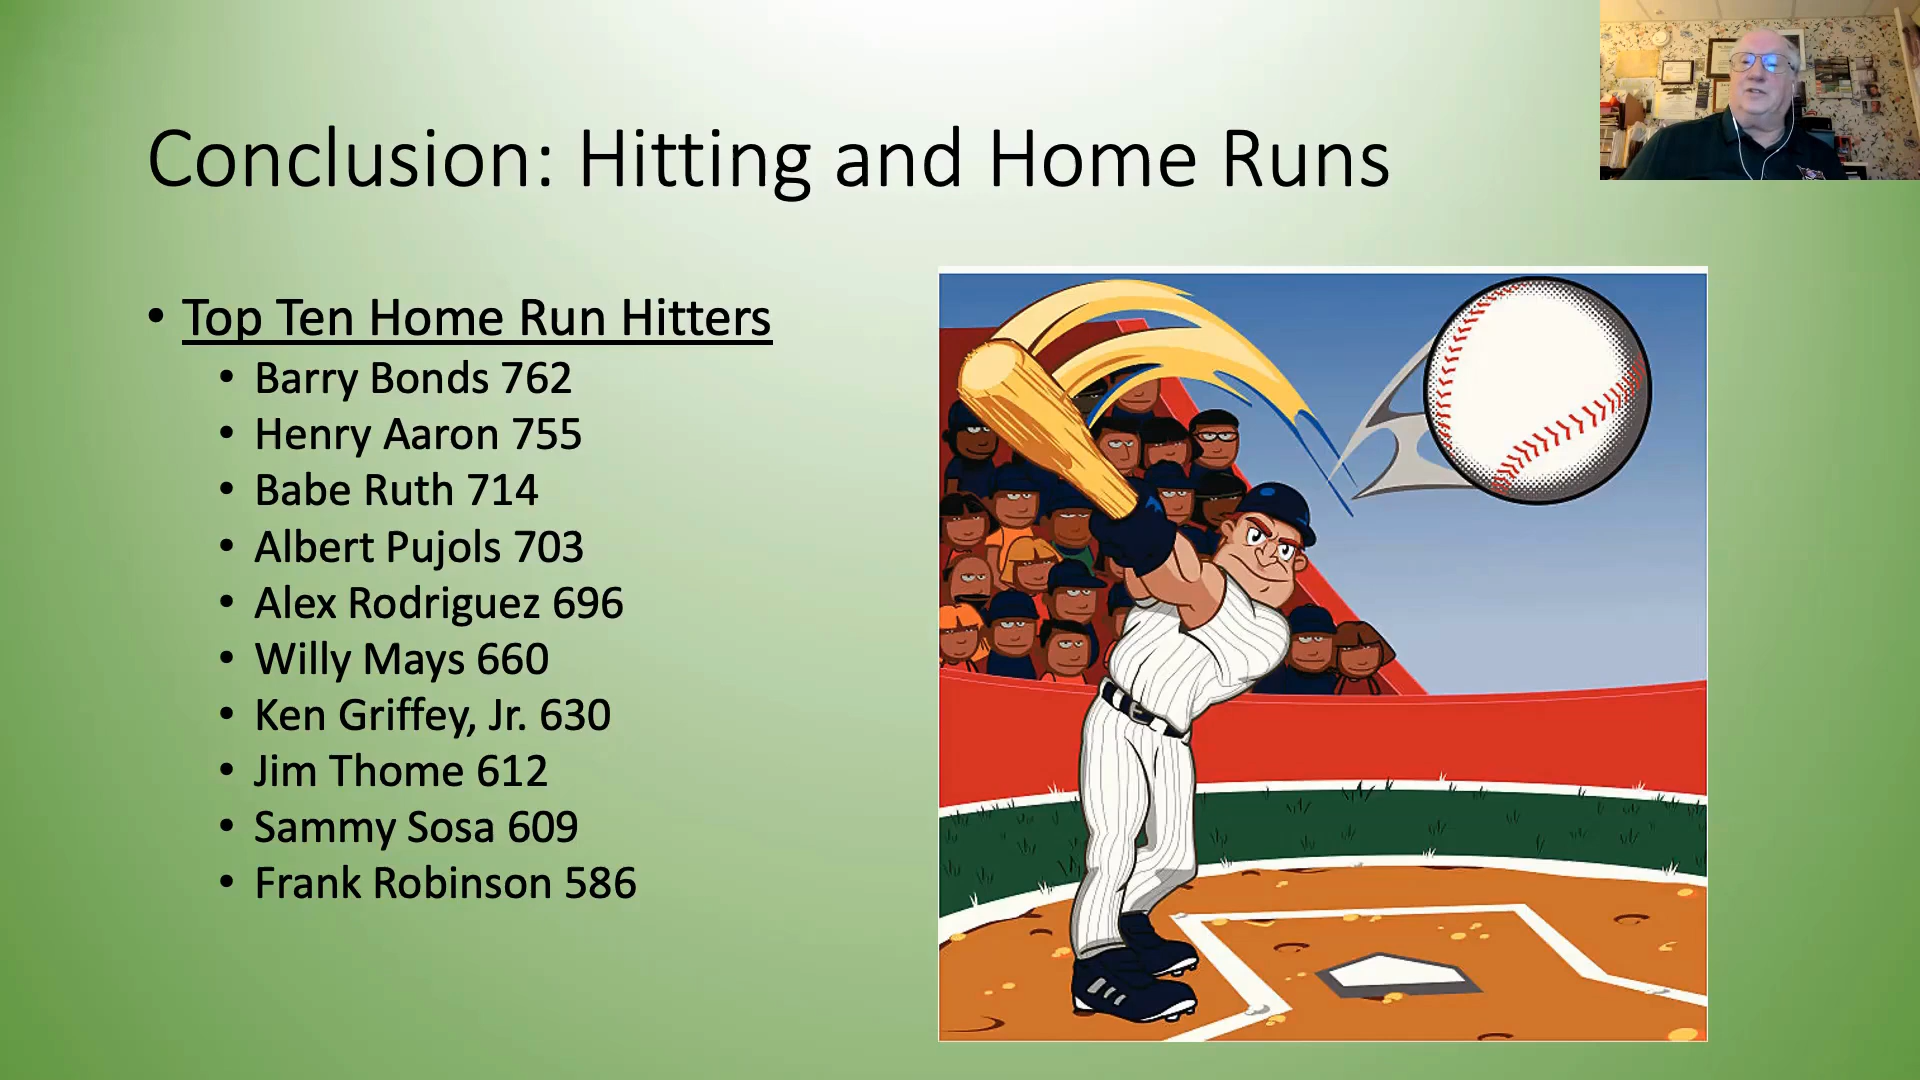 Conclusion: Hitting and Home Runs
• Top Ten Home Run Hitters
• Barry Bonds 762
• Henry Aaron 755
• Babe Ruth 714
• Albert Pujols 703
• Alex Rodriguez 696
• Willy Mays 660
• Ken Griffey, Jr. 630
• Jim Thome 612
• Sammy Sosa 609
• Frank Robinson 586